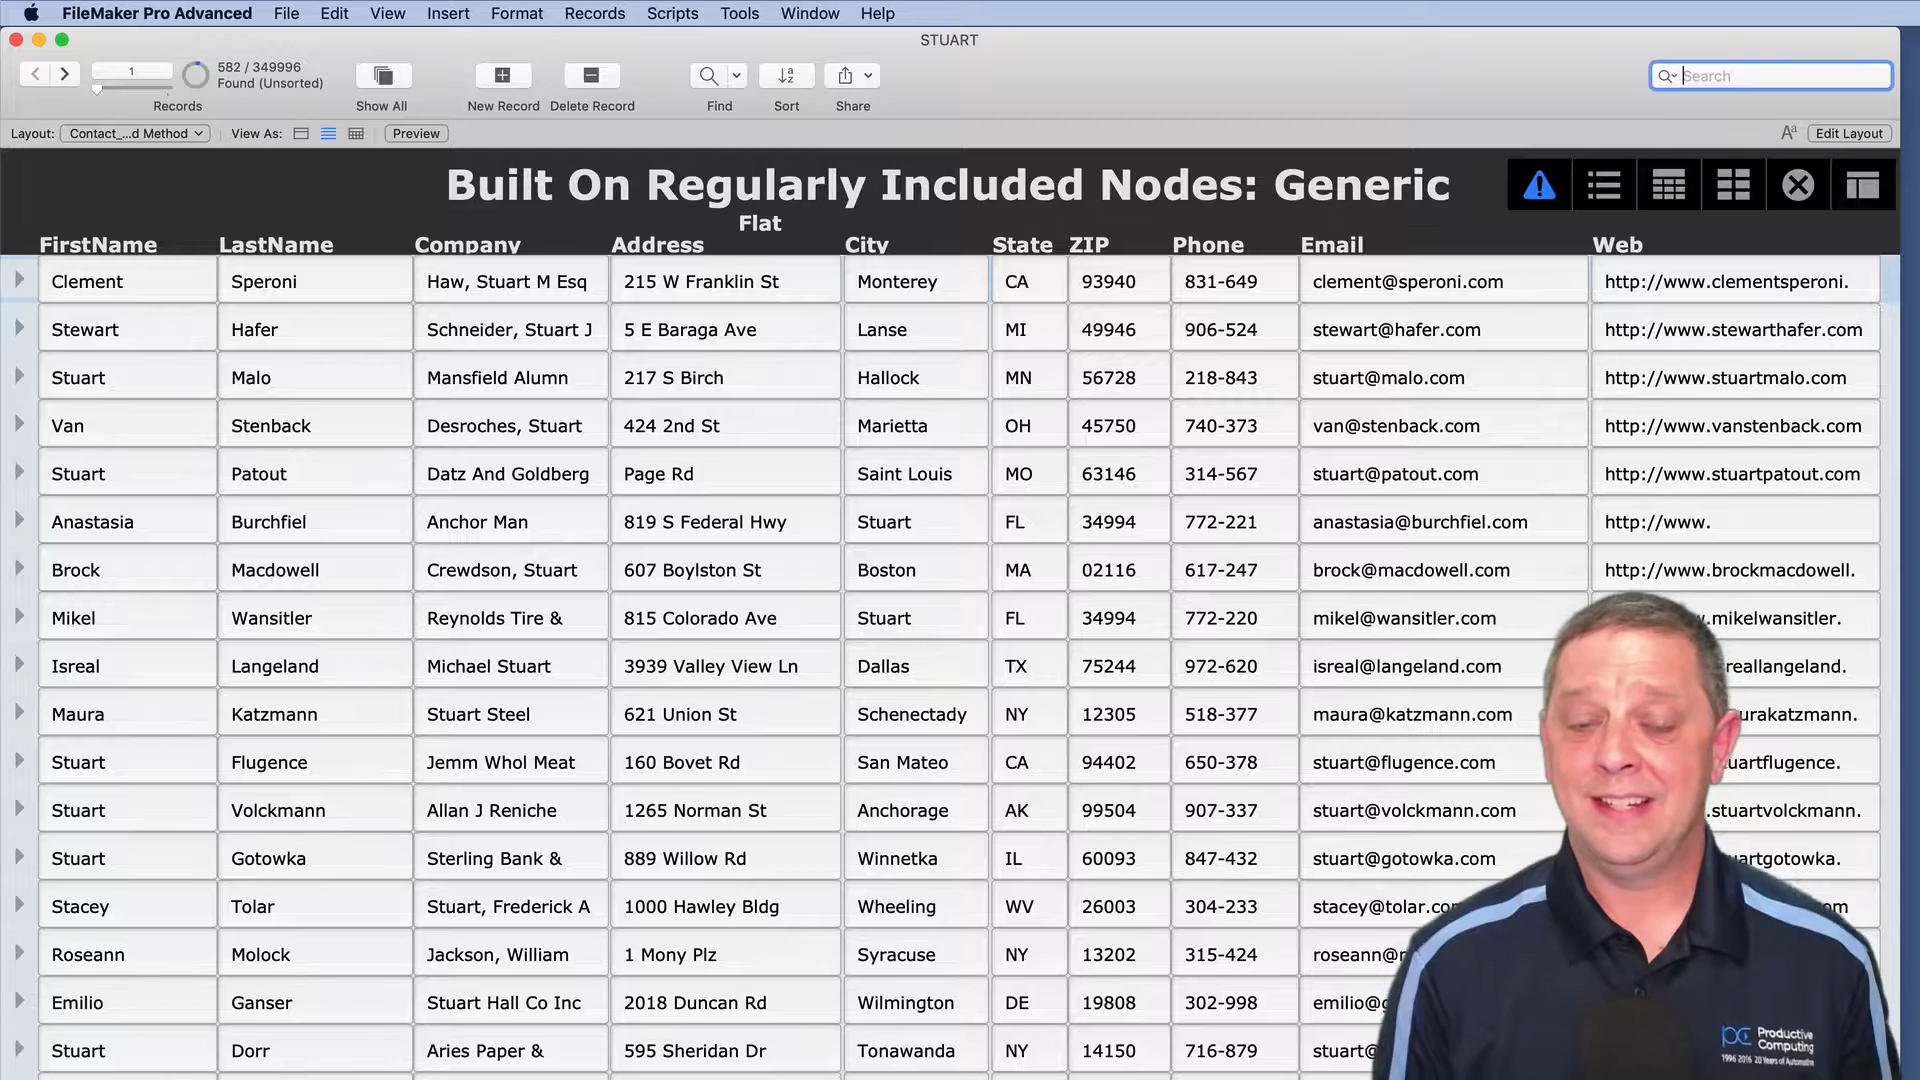 FileMaker Pro Advanced File Edit View Insert Format Records Scripts Tools Window Help
STUART
1 582 / 349996
Found (Unsorted)
Records Show All New Record Delete Record Find Sort Share
Search
Layout: Contact_...d Method View As: Preview Aa Edit Layout
Built On Regularly Included Nodes: Generic
Flat
FirstName LastName Company Address City State ZIP Phone Email Web
Clement Speroni Haw, Stuart M Esq 215 W Franklin St Monterey CA 93940 831-649 clement@speroni.com http://www.clementsperoni.
Stewart Hafer Schneider, Stuart J 5 E Baraga Ave Lanse MI 49946 906-524 stewart@hafer.com http://www.stewarthafer.com
Stuart Malo Mansfield Alumn 217 S Birch Hallock MN 56728 218-843 stuart@malo.com http://www.stuartmalo.com
Van Stenback Desroches, Stuart 424 2nd St Marietta OH 45750 740-373 van@stenback.com http://www.vanstenback.com
Stuart Patout Datz And Goldberg Page Rd Saint Louis MO 63146 314-567 stuart@patout.com http://www.stuartpatout.com
Anastasia Burchfiel Anchor Man 819 S Federal Hwy Stuart FL 34994 772-221 anastasia@burchfiel.com http://www.
Brock Macdowell Crewdson, Stuart 607 Boylston St Boston MA 02116 617-247 brock@macdowell.com http://www.brockmacdowell.
Mikel Wansitler Reynolds Tire & 815 Colorado Ave Stuart FL 34994 772-220 mikel@wansitler.com .mikelwansitler.
Isreal Langeland Michael Stuart 3939 Valley View Ln Dallas TX 75244 972-620 isreal@langeland.com reallangeland.
Maura Katzmann Stuart Steel 621 Union St Schenectady NY 12305 518-377 maura@katzmann.com urakatzmann.
Stuart Flugence Jemm Whol Meat 160 Bovet Rd San Mateo CA 94402 650-378 stuart@flugence.com uartflugence.
Stuart Volckmann Allan J Reniche 1265 Norman St Anchorage AK 99504 907-337 stuart@volckmann.com .stuartvolckmann.
Stuart Gotowka Sterling Bank & 889 Willow Rd Winnetka IL 60093 847-432 stuart@gotowka.com artgotowka.
Stacey Tolar Stuart, Frederick A 1000 Hawley Bldg Wheeling WV 26003 304-233 stacey@tolar.co om
Roseann Molock Jackson, William 1 Mony Plz Syracuse NY 13202 315-424 roseann@
Emilio Ganser Stuart Hall Co Inc 2018 Duncan Rd Wilmington DE 19808 302-998 emilio@g
Stuart Dorr Aries Paper & 595 Sheridan Dr Tonawanda NY 14150 716-879 stuart@
pc Productive
Computing
1996 2016 20 Years of